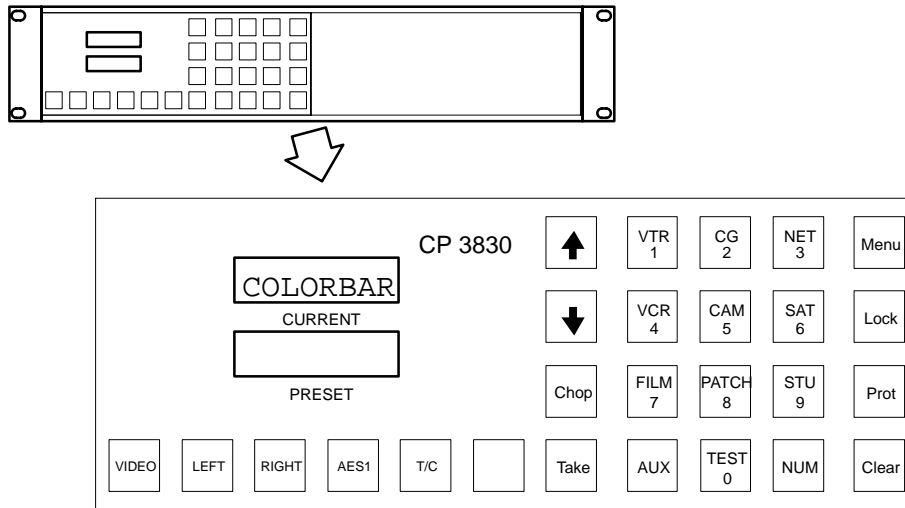 CP 3830
COLORBAR
CURRENT
PRESET
VTR
1
CG
2
NET
3
Menu
VCR
4
CAM
5
SAT
6
Lock
Chop
FILM
7
PATCH
8
STU
9
Prot
VIDEO
LEFT
RIGHT
AES1
T/C
Take
AUX
TEST
0
NUM
Clear